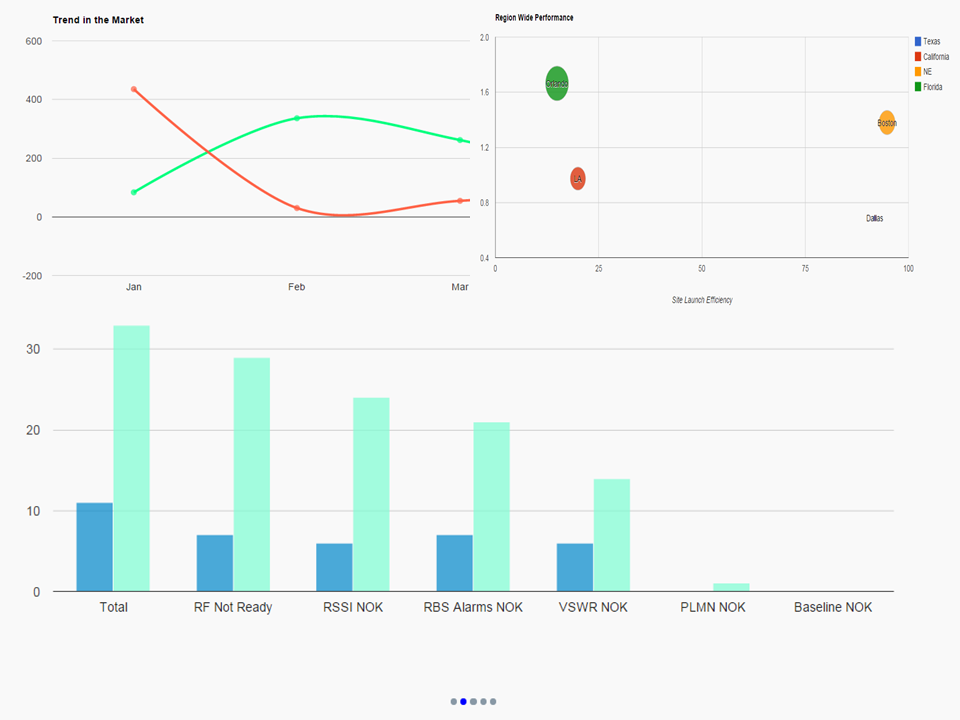 Trend in the Market
600
400
200
0
-200
Jan Feb Mar
Region Wide Performance
2.0
1.6
1.2
0.8
0.4
0 25 50 75 100
Site Launch Efficiency
Orlando
LA
Boston
Dallas
Texas
California
NE
Florida
30
20
10
0
Total RF Not Ready RSSI NOK RBS Alarms NOK VSWR NOK PLMN NOK Baseline NOK